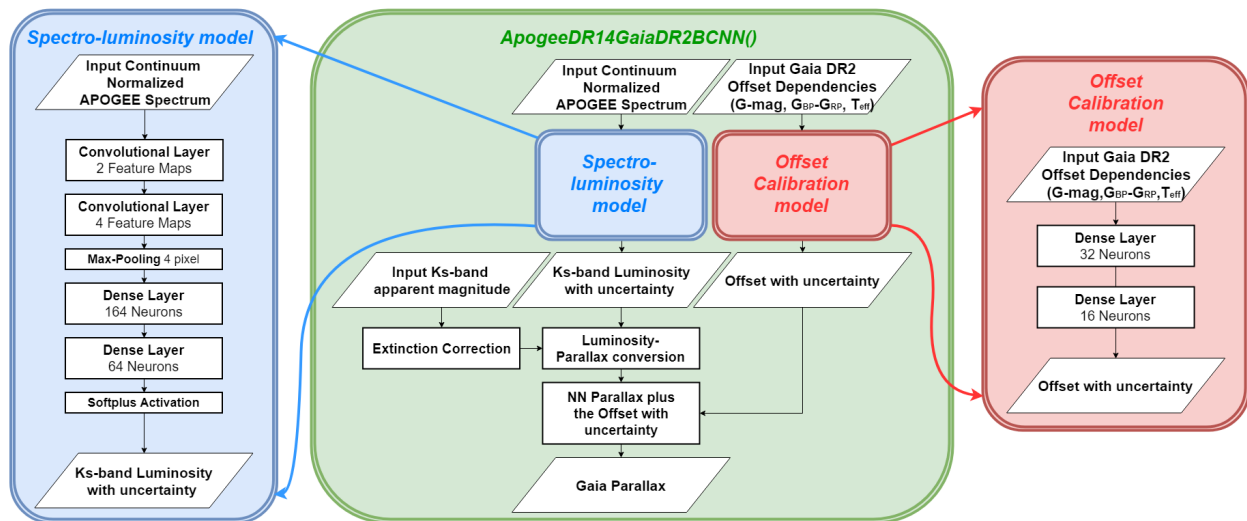 Spectro-luminosity model
Input Continuum
Normalized
APOGEE Spectrum
Convolutional Layer
2 Feature Maps
Convolutional Layer
4 Feature Maps
Max-Pooling 4 pixel
Dense Layer
164 Neurons
Dense Layer
64 Neurons
Softplus Activation
Ks-band Luminosity
with uncertainty
ApogeeDR14GaiaDR2BCNN()
Input Continuum
Normalized
APOGEE Spectrum
Input Gaia DR2
Offset Dependencies
(G-mag, GBP-GRP, Teff)
Spectro-
luminosity
model
Offset
Calibration
model
Input Ks-band
apparent magnitude
Ks-band Luminosity
with uncertainty
Offset with uncertainty
Extinction Correction
Luminosity-
Parallax conversion
NN Parallax plus
the Offset with
uncertainty
Gaia Parallax
Offset
Calibration
model
Input Gaia DR2
Offset Dependencies
(G-mag,GBP-GRP,Teff)
Dense Layer
32 Neurons
Dense Layer
16 Neurons
Offset with uncertainty